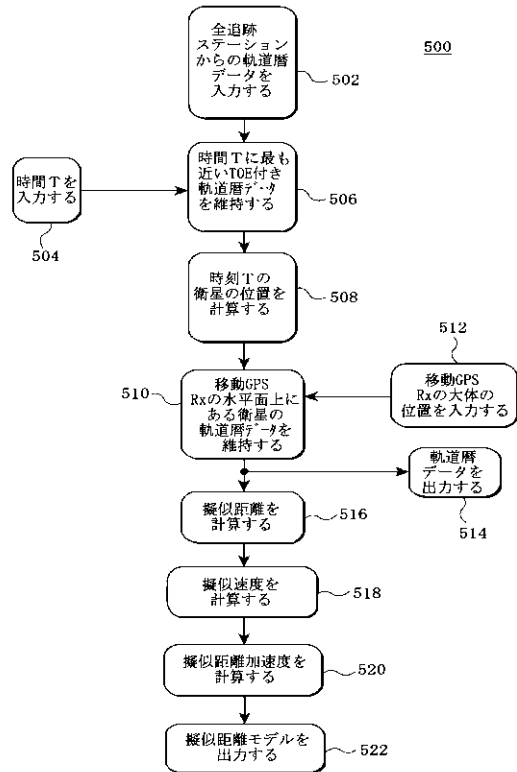 500
全追跡
ステーション
からの軌道暦
データを
入力する
502
時間Tを
入力する
504
時間Tに最も
近いTOE付き
軌道暦データ
を維持する
506
時刻Tの
衛星の位置を
計算する
508
510
移動GPS
Rxの水平面上に
ある衛星の
軌道暦データを
維持する
512
移動GPS
Rxの大体の
位置を入力する
軌道暦
データを
出力する
514
擬似距離を
計算する
516
擬似速度を
計算する
518
擬似距離加速度を
計算する
520
擬似距離モデルを
出力する
522